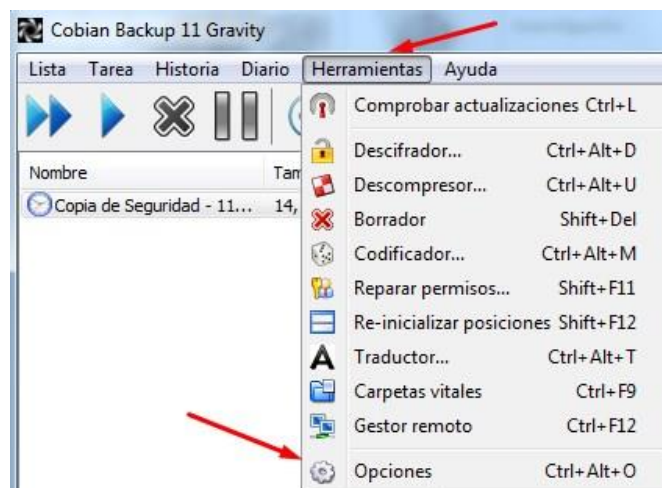 Cobian Backup 11 Gravity
Lista Tarea Historia Diario Herramientas Ayuda
Comprobar actualizaciones Ctrl+L
Descifrador... Ctrl+Alt+D
Nombre Tam
Descompresor... Ctrl+Alt+U
Copia de Seguridad - 11... 14,
Borrador Shift+Del
Codificador... Ctrl+Alt+M
Reparar permisos... Shift+F11
Re-inicializar posiciones Shift+F12
Traductor... Ctrl+Alt+T
Carpetas vitales Ctrl+F9
Gestor remoto Ctrl+F12
Opciones Ctrl+Alt+O